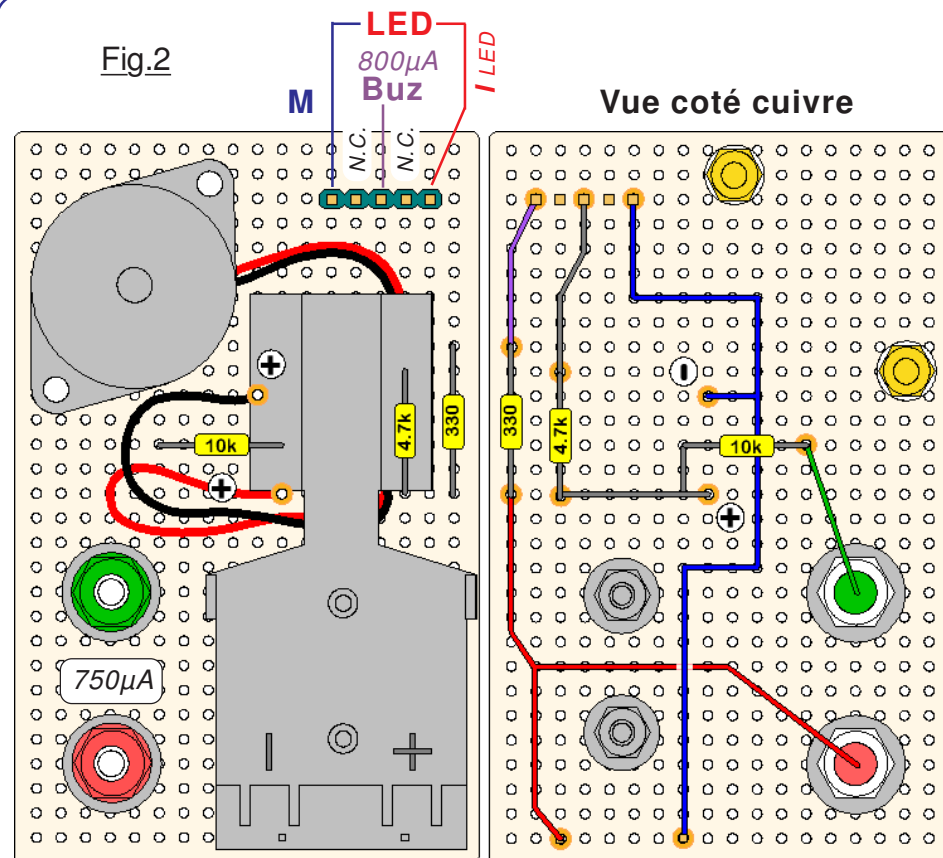 LED
Fig.2
800µA
I LED
M
Buz
Vue coté cuivre
N.C.
N.C.
+
-
330
4.7k
330
4.7k
10k
10k
+
+
750µA
- +